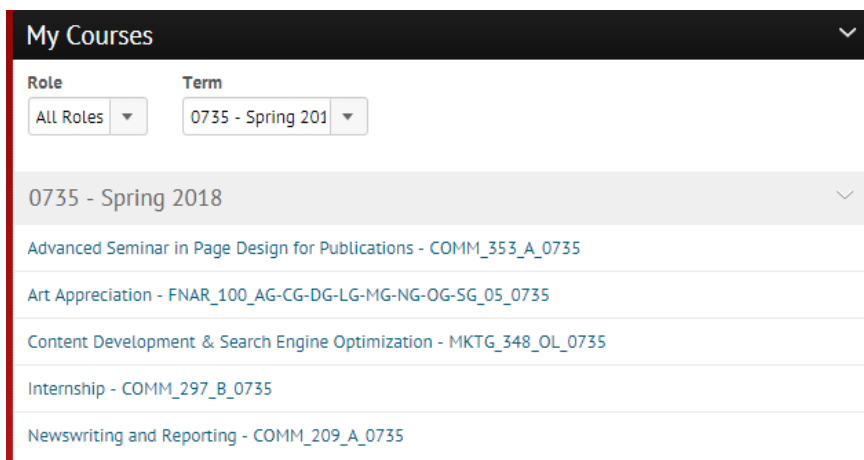 My Courses
Role Term
All Roles 0735 - Spring 201
0735 - Spring 2018
Advanced Seminar in Page Design for Publications - COMM_353_A_0735
Art Appreciation - FNAR_100_AG-CG-DG-LG-MG-NG-OG-SG_05_0735
Content Development & Search Engine Optimization - MKTG_348_OL_0735
Internship - COMM_297_B_0735
Newswriting and Reporting - COMM_209_A_0735